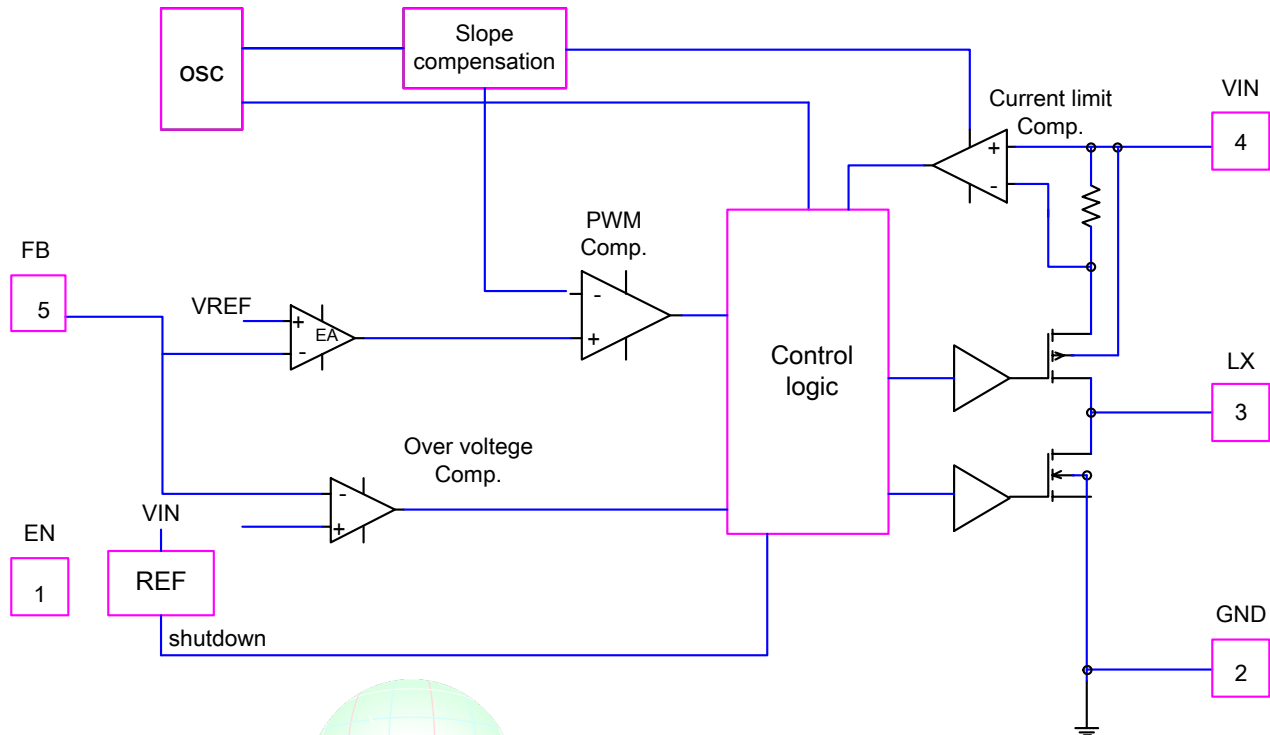 OSC
Slope
compensation
Current limit
Comp.
VIN
4
+
-
PWM
Comp.
FB
5
VREF
+
EA
-
-
+
Control
logic
LX
3
Over voltege
Comp.
-
+
VIN
EN
1
REF
shutdown
GND
2